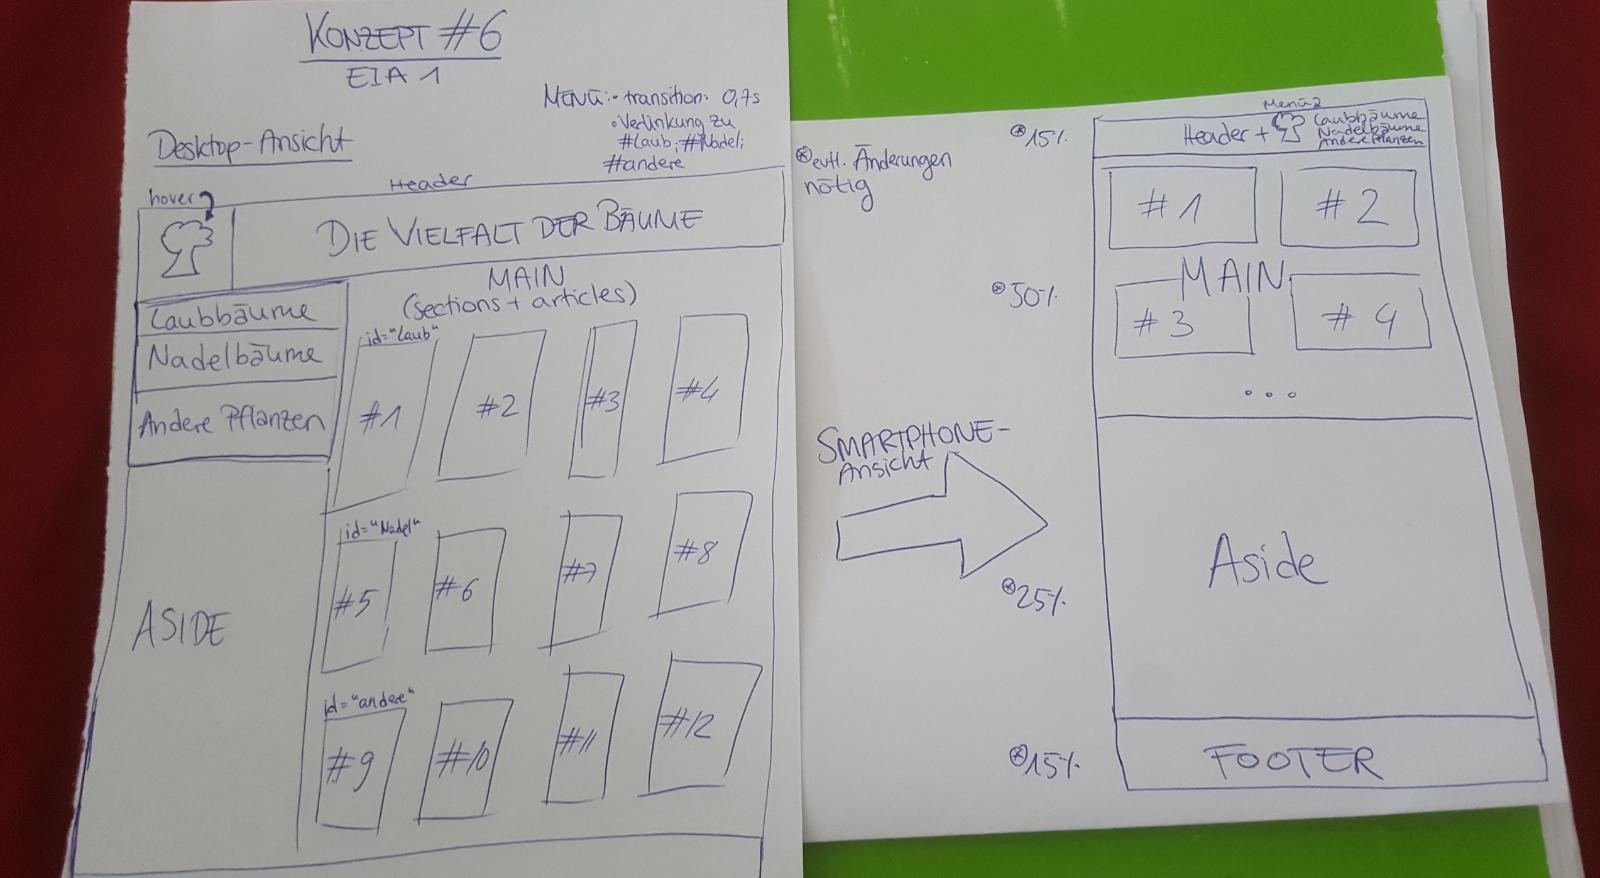 KONZEPT #6
EIA 1
MENÜ:• transition: 0,7s
• Verlinkung zu
#Laub; #Nadel;
#andere
Desktop-Ansicht
Header
hover
DIE VIELFALT DER BÄUME
MAIN
(sections + articles)
Laubbäume
Nadelbäume
Andere Pflanzen
id="Laub"
#1
#2
#3
#4
id="Nadel"
#5
#6
#7
#8
ASIDE
id="andere"
#9
#10
#11
#12
⊛evtl. Änderungen
nötig
SMARTPHONE-
Ansicht
⊛15%
⊛50%
⊛25%
⊛15%
Menü?
Header +
Laubbäume
Nadelbäume
Andere Pflanzen
#1
#2
MAIN
#3
#4
...
Aside
FOOTER